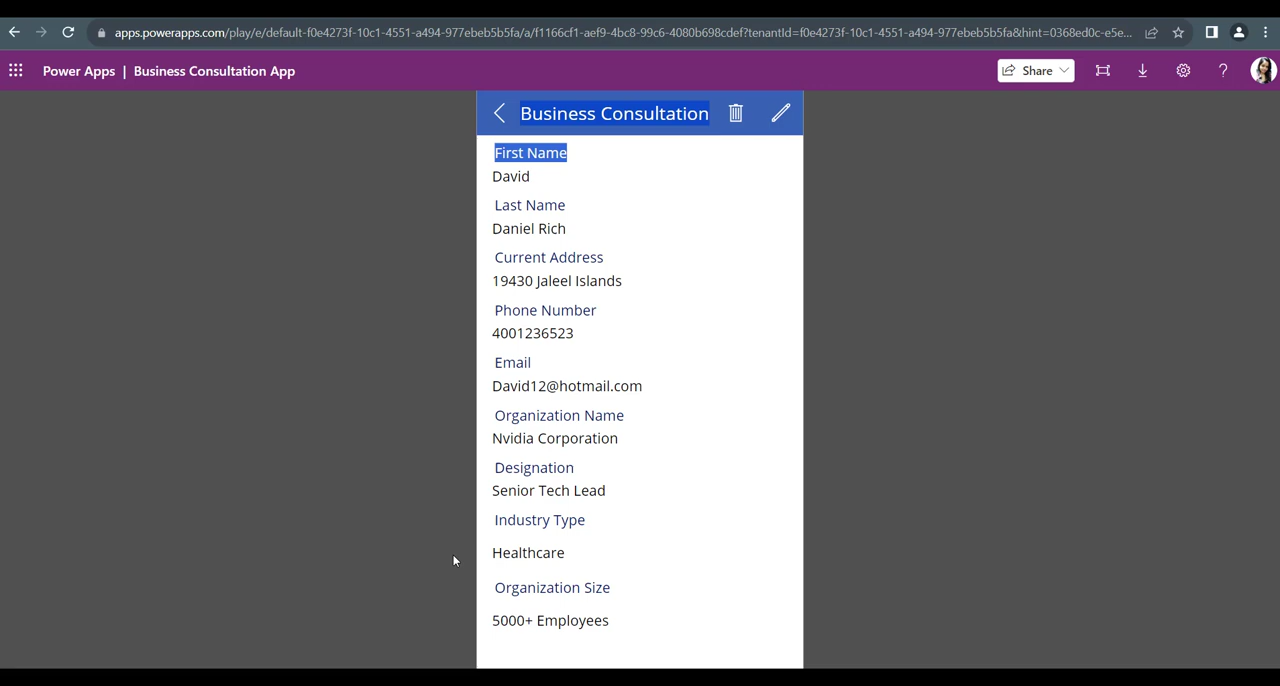 apps.powerapps.com/play/e/default-f0e4273f-10c1-4551-a494-977ebeb5b5fa/a/f1166cf1-aef9-4bc8-99c6-4080b698cdef?tenantId=f0e4273f-10c1-4551-a494-977ebeb5b5fa&hint=0368ed0c-e5e...
Power Apps | Business Consultation App
Share
Business Consultation
First Name
David
Last Name
Daniel Rich
Current Address
19430 Jaleel Islands
Phone Number
4001236523
Email
David12@hotmail.com
Organization Name
Nvidia Corporation
Designation
Senior Tech Lead
Industry Type
Healthcare
Organization Size
5000+ Employees